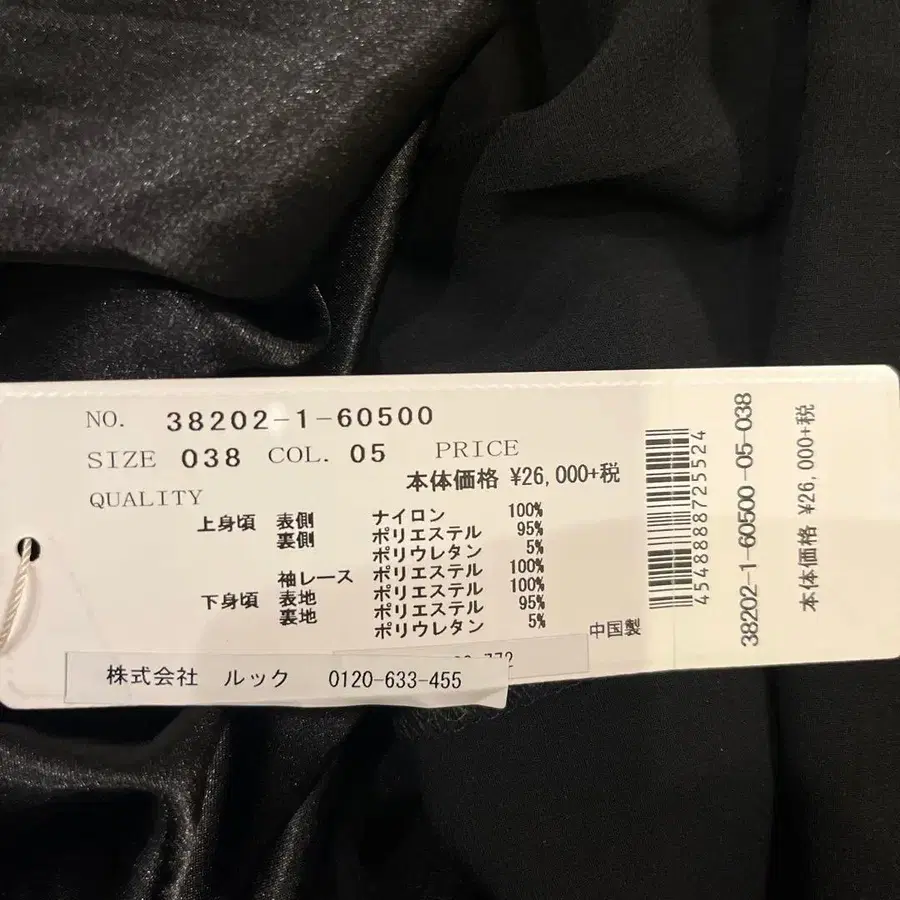 NO. 38202-1-60500
SIZE 038 COL. 05 PRICE
本体価格 ¥26,000+税
QUALITY
上身頃 表側 ナイロン 100%
裏側 ポリエステル 95%
ポリウレタン 5%
袖レース ポリエステル 100%
下身頃 表地 ポリエステル 100%
裏地 ポリエステル 95%
ポリウレタン 5%
中国製
772
株式会社 ルック 0120-633-455
4548888725524
38202-1-60500-05-038
本体価格 ¥26,000+税